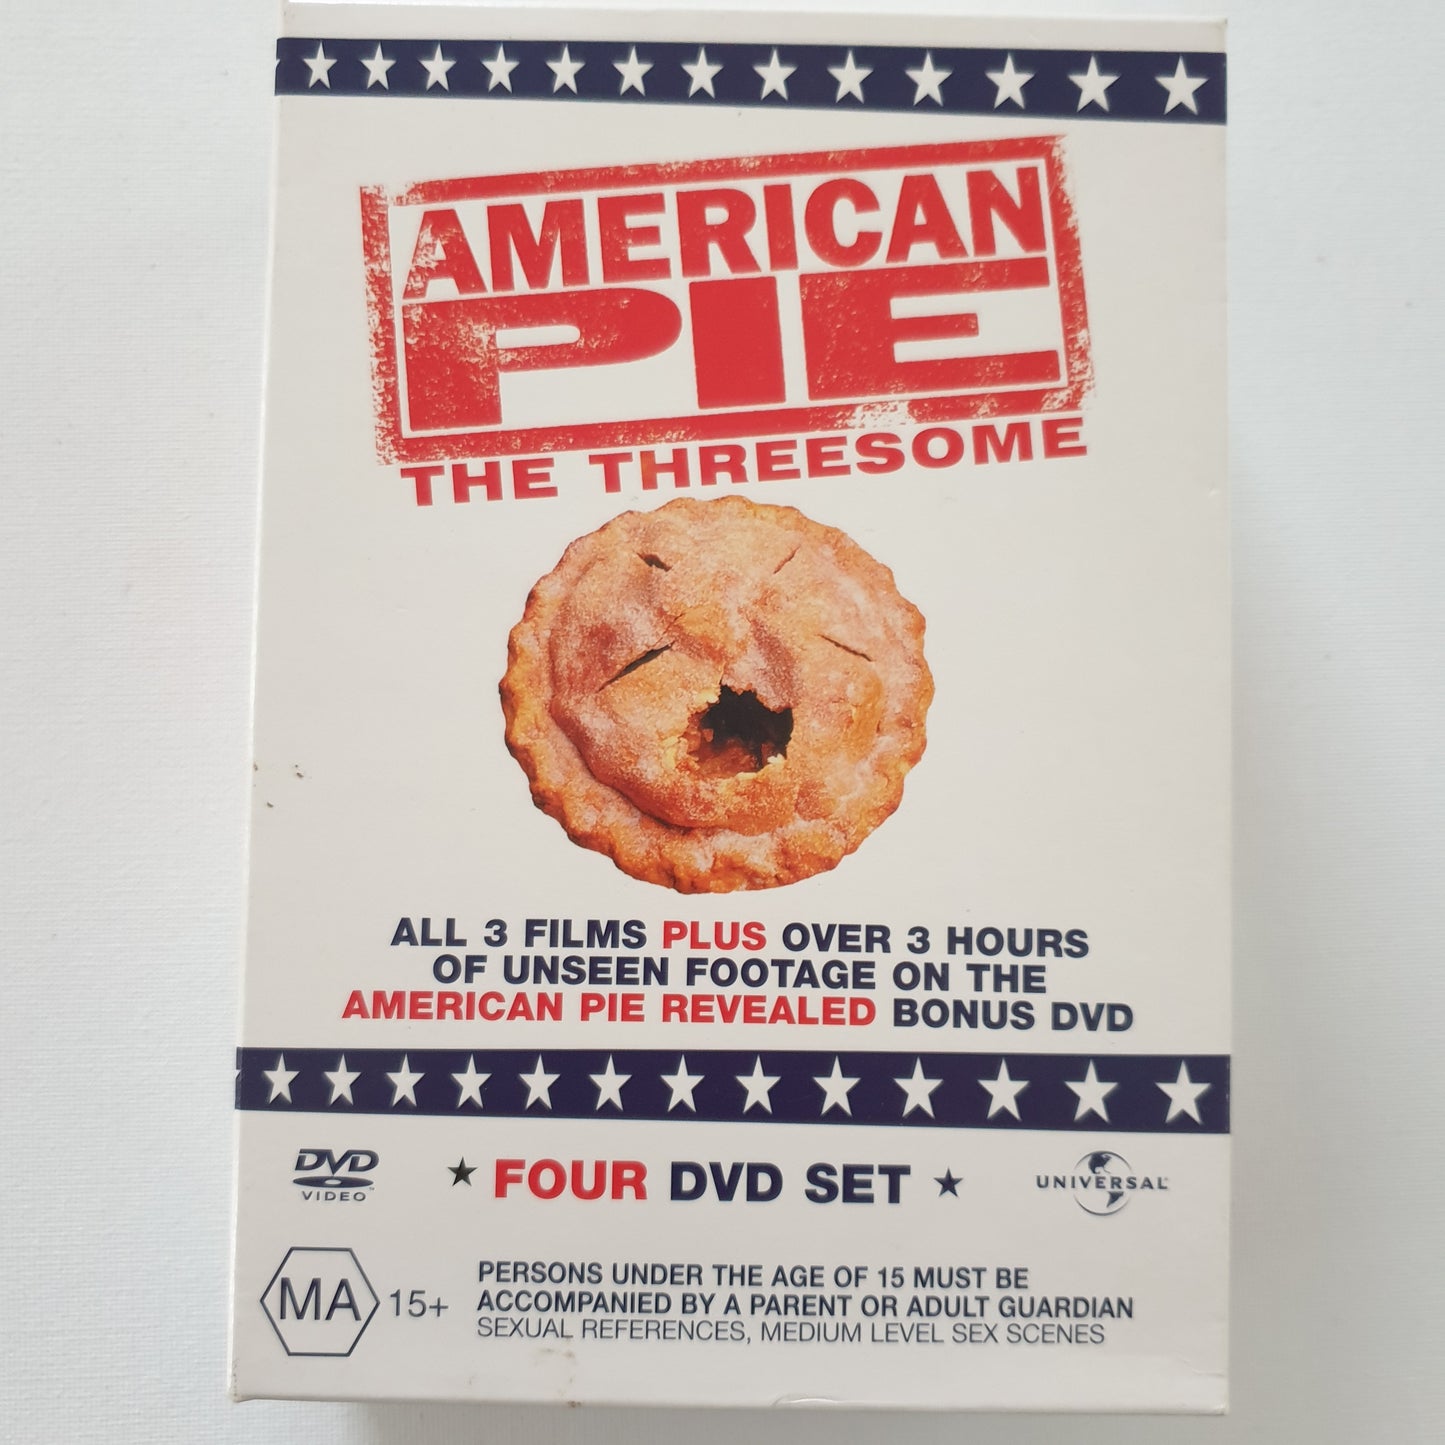 AMERICAN
PIE
THE THREESOME
ALL 3 FILMS PLUS OVER 3 HOURS
OF UNSEEN FOOTAGE ON THE
AMERICAN PIE REVEALED BONUS DVD
DVD
VIDEO™
★ FOUR DVD SET ★
UNIVERSAL
MA 15+
PERSONS UNDER THE AGE OF 15 MUST BE
ACCOMPANIED BY A PARENT OR ADULT GUARDIAN
SEXUAL REFERENCES, MEDIUM LEVEL SEX SCENES